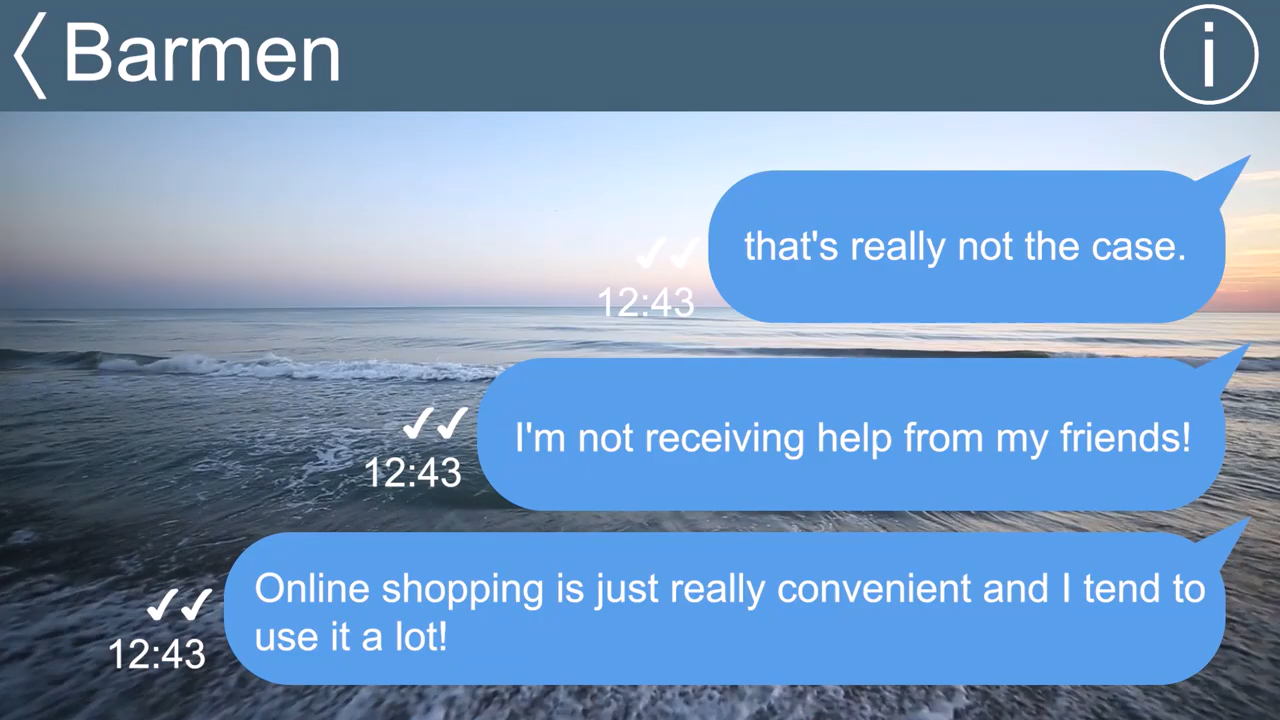 Barmen
that's really not the case.
12:43
I'm not receiving help from my friends!
12:43
Online shopping is just really convenient and I tend to
use it a lot!
12:43